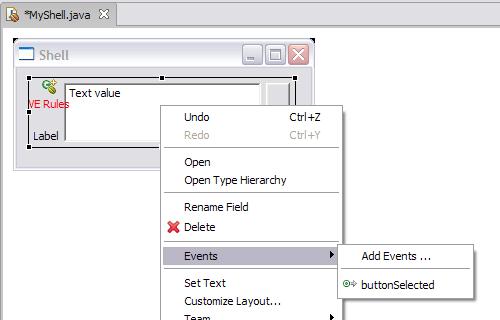 *MyShell.java
Shell
Text value
VE Rules
Label
Undo Ctrl+Z
Redo Ctrl+Y
Open
Open Type Hierarchy
Rename Field
Delete
Events
Add Events ...
buttonSelected
Set Text
Customize Layout...
Team